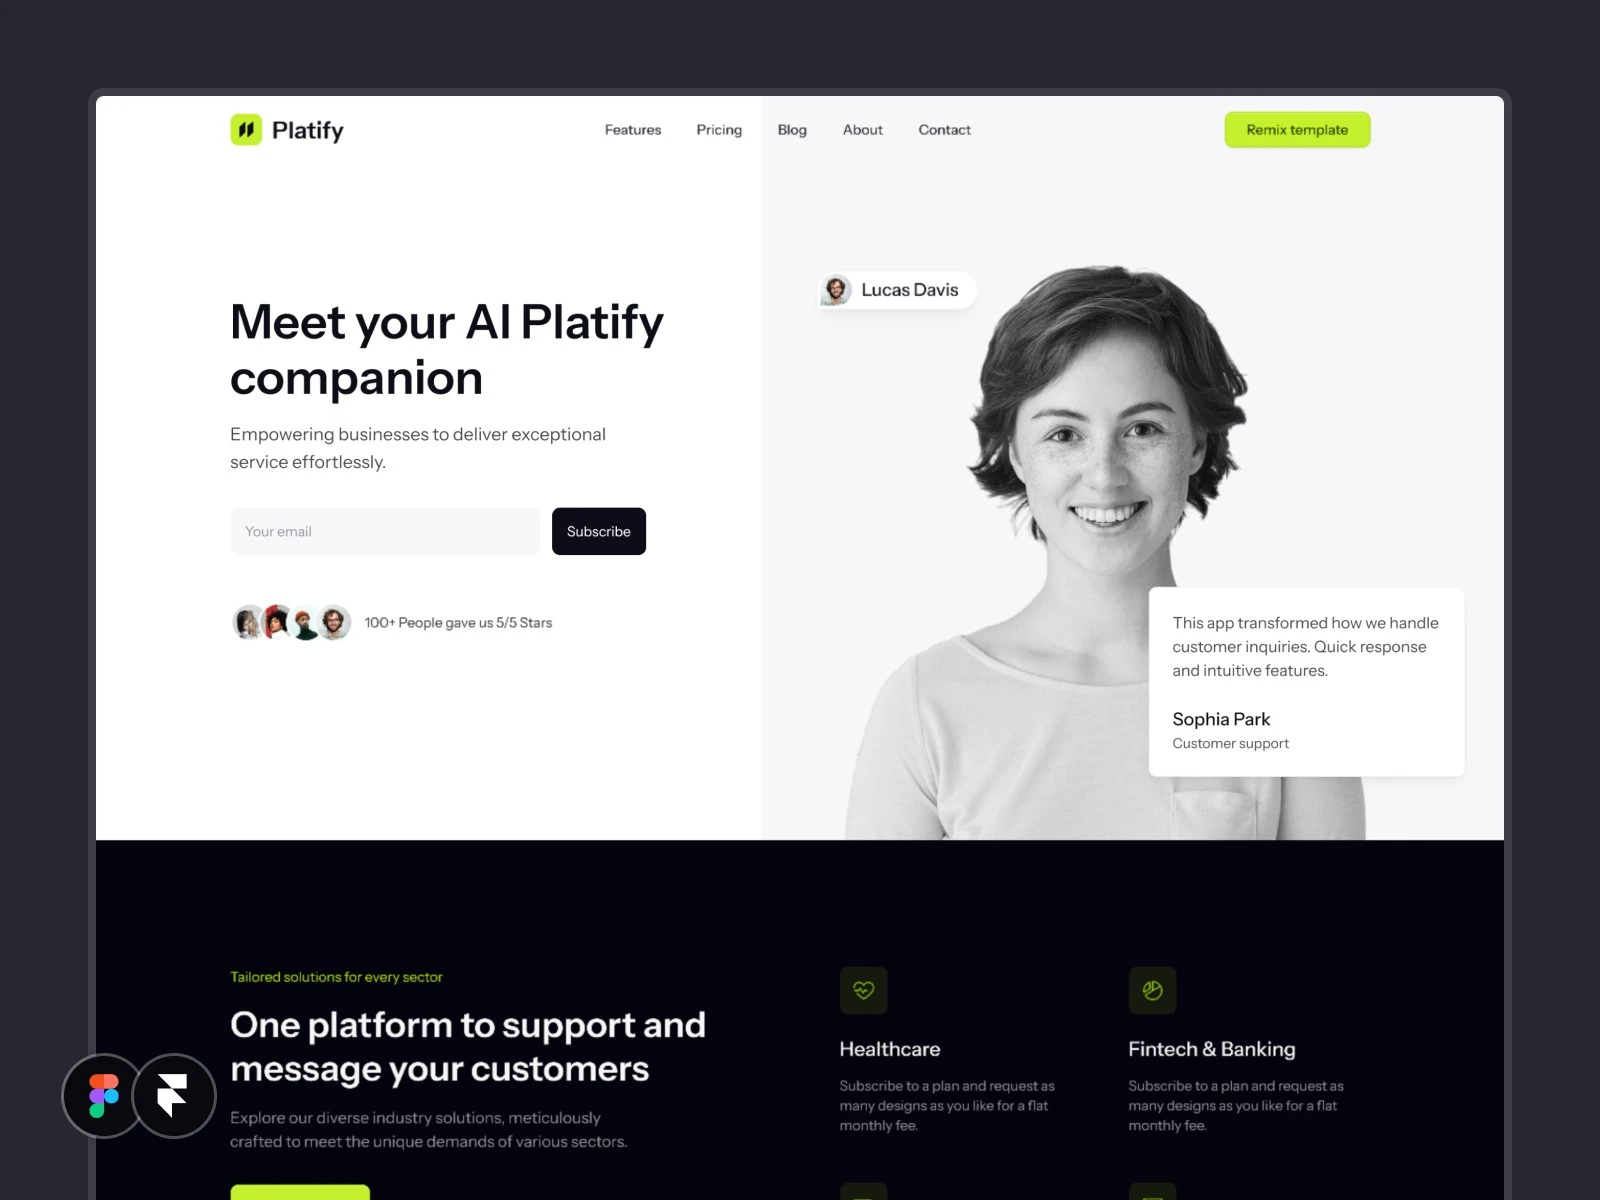 Platify
Features
Pricing
Blog
About
Contact
Remix template
Meet your AI Platify
companion
Empowering businesses to deliver exceptional
service effortlessly.
Your email
Subscribe
100+ People gave us 5/5 Stars
Lucas Davis
This app transformed how we handle
customer inquiries. Quick response
and intuitive features.
Sophia Park
Customer support
Tailored solutions for every sector
One platform to support and
message your customers
Explore our diverse industry solutions, meticulously
crafted to meet the unique demands of various sectors.
Healthcare
Subscribe to a plan and request as
many designs as you like for a flat
monthly fee.
Fintech & Banking
Subscribe to a plan and request as
many designs as you like for a flat
monthly fee.